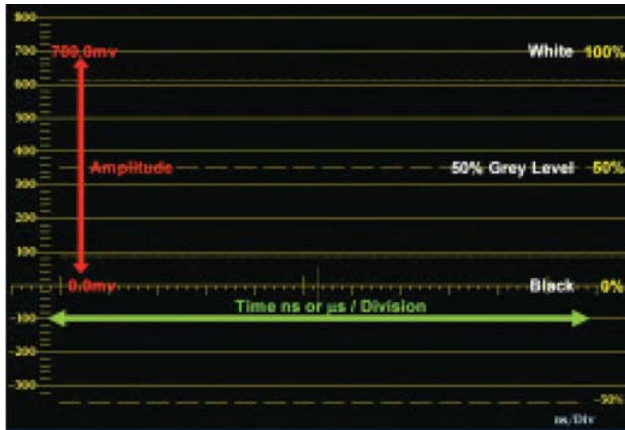 800
700 700.0mv White 100%
600
500
400
Amplitude 50% Grey Level 50%
300
200
100
0.0mv Black 0%
Time ns or µs / Division
-100
-200
-300
-50%
ns/Div